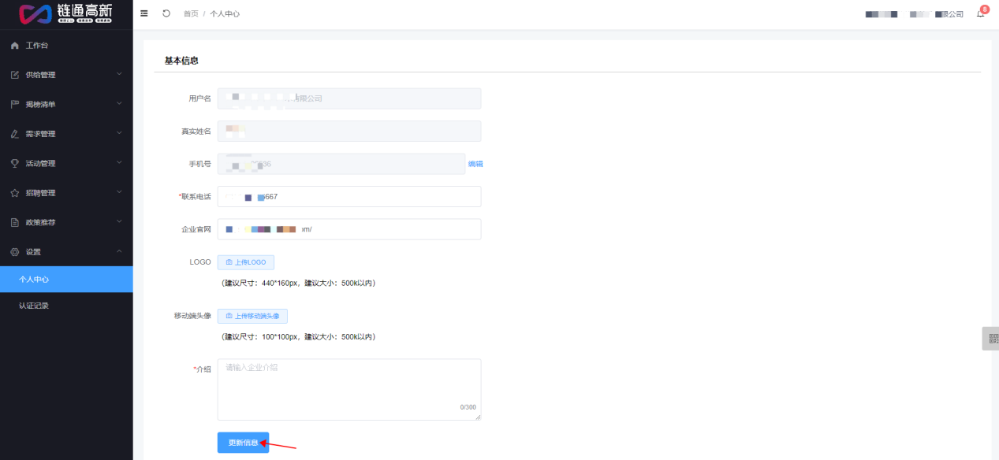 链通高新
首页 / 个人中心
限公司
8
工作台
供给管理
揭榜清单
需求管理
活动管理
招聘管理
政策推荐
设置
个人中心
认证记录
基本信息
用户名 有限公司
真实姓名
手机号 编辑
*联系电话 667
企业官网 om/
LOGO 上传LOGO
（建议尺寸：440*160px，建议大小：500k以内）
移动端头像 上传移动端头像
（建议尺寸：100*100px，建议大小：500k以内）
*介绍 请输入企业介绍
0/300
更新信息